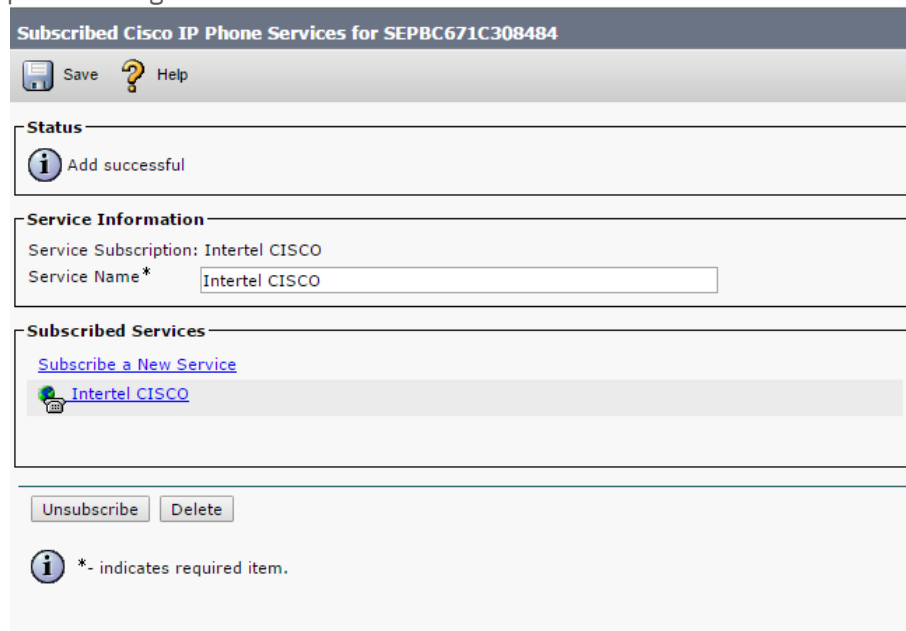 Subscribed Cisco IP Phone Services for SEPBC671C308484
Save Help
Status
Add successful
Service Information
Service Subscription: Intertel CISCO
Service Name* Intertel CISCO
Subscribed Services
Subscribe a New Service
Intertel CISCO
Unsubscribe Delete
*- indicates required item.